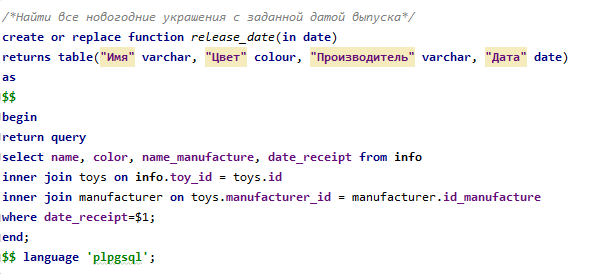 /*Найти все новогодние украшения с заданной датой выпуска*/
create or replace function release_date(in date)
returns table("Имя" varchar, "Цвет" colour, "Производитель" varchar, "Дата" date)
as
$$
begin
return query
select name, color, name_manufacture, date_receipt from info
inner join toys on info.toy_id = toys.id
inner join manufacturer on toys.manufacturer_id = manufacturer.id_manufacture
where date_receipt=$1;
end;
$$ language 'plpgsql';